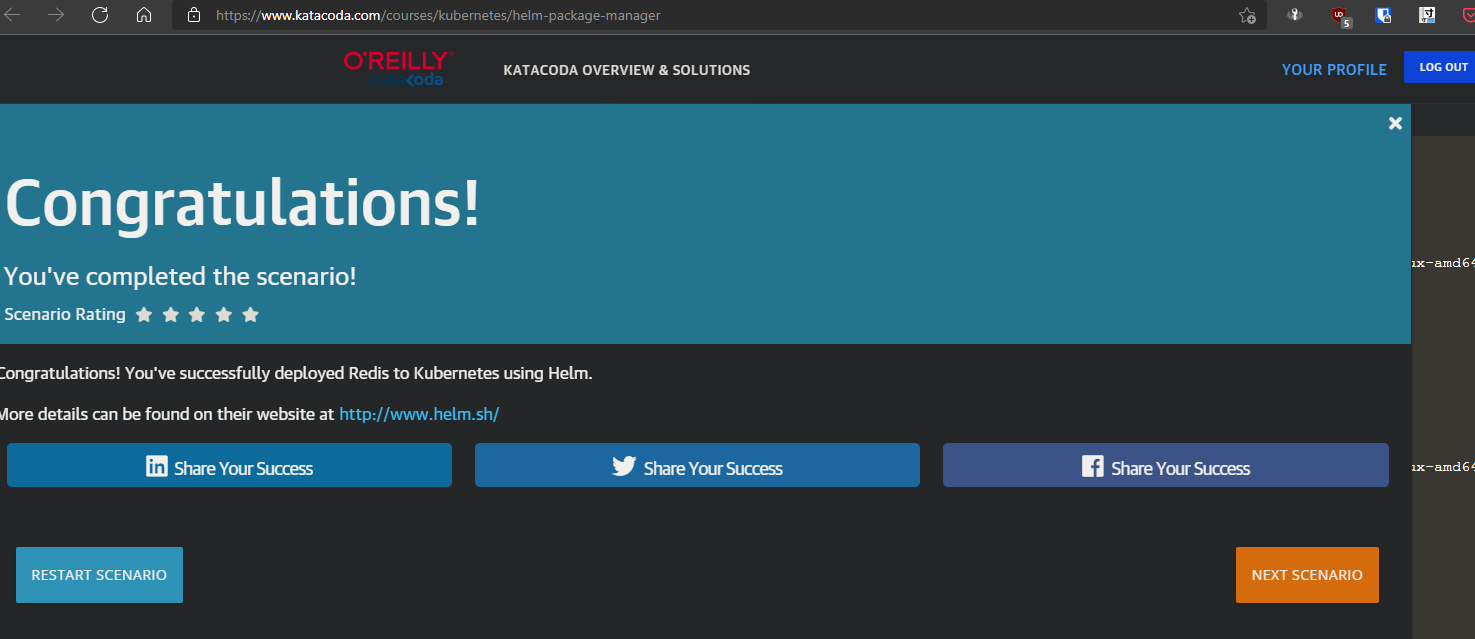 https://www.katacoda.com/courses/kubernetes/helm-package-manager
UD
5
O'REILLY
KATACODA OVERVIEW & SOLUTIONS
YOUR PROFILE
LOG OUT
Congratulations!
You've completed the scenario!
Scenario Rating
ux-amd64
Congratulations! You've successfully deployed Redis to Kubernetes using Helm.
More details can be found on their website at http://www.helm.sh/
in Share Your Success
Share Your Success
f Share Your Success
ux-amd64
RESTART SCENARIO
NEXT SCENARIO